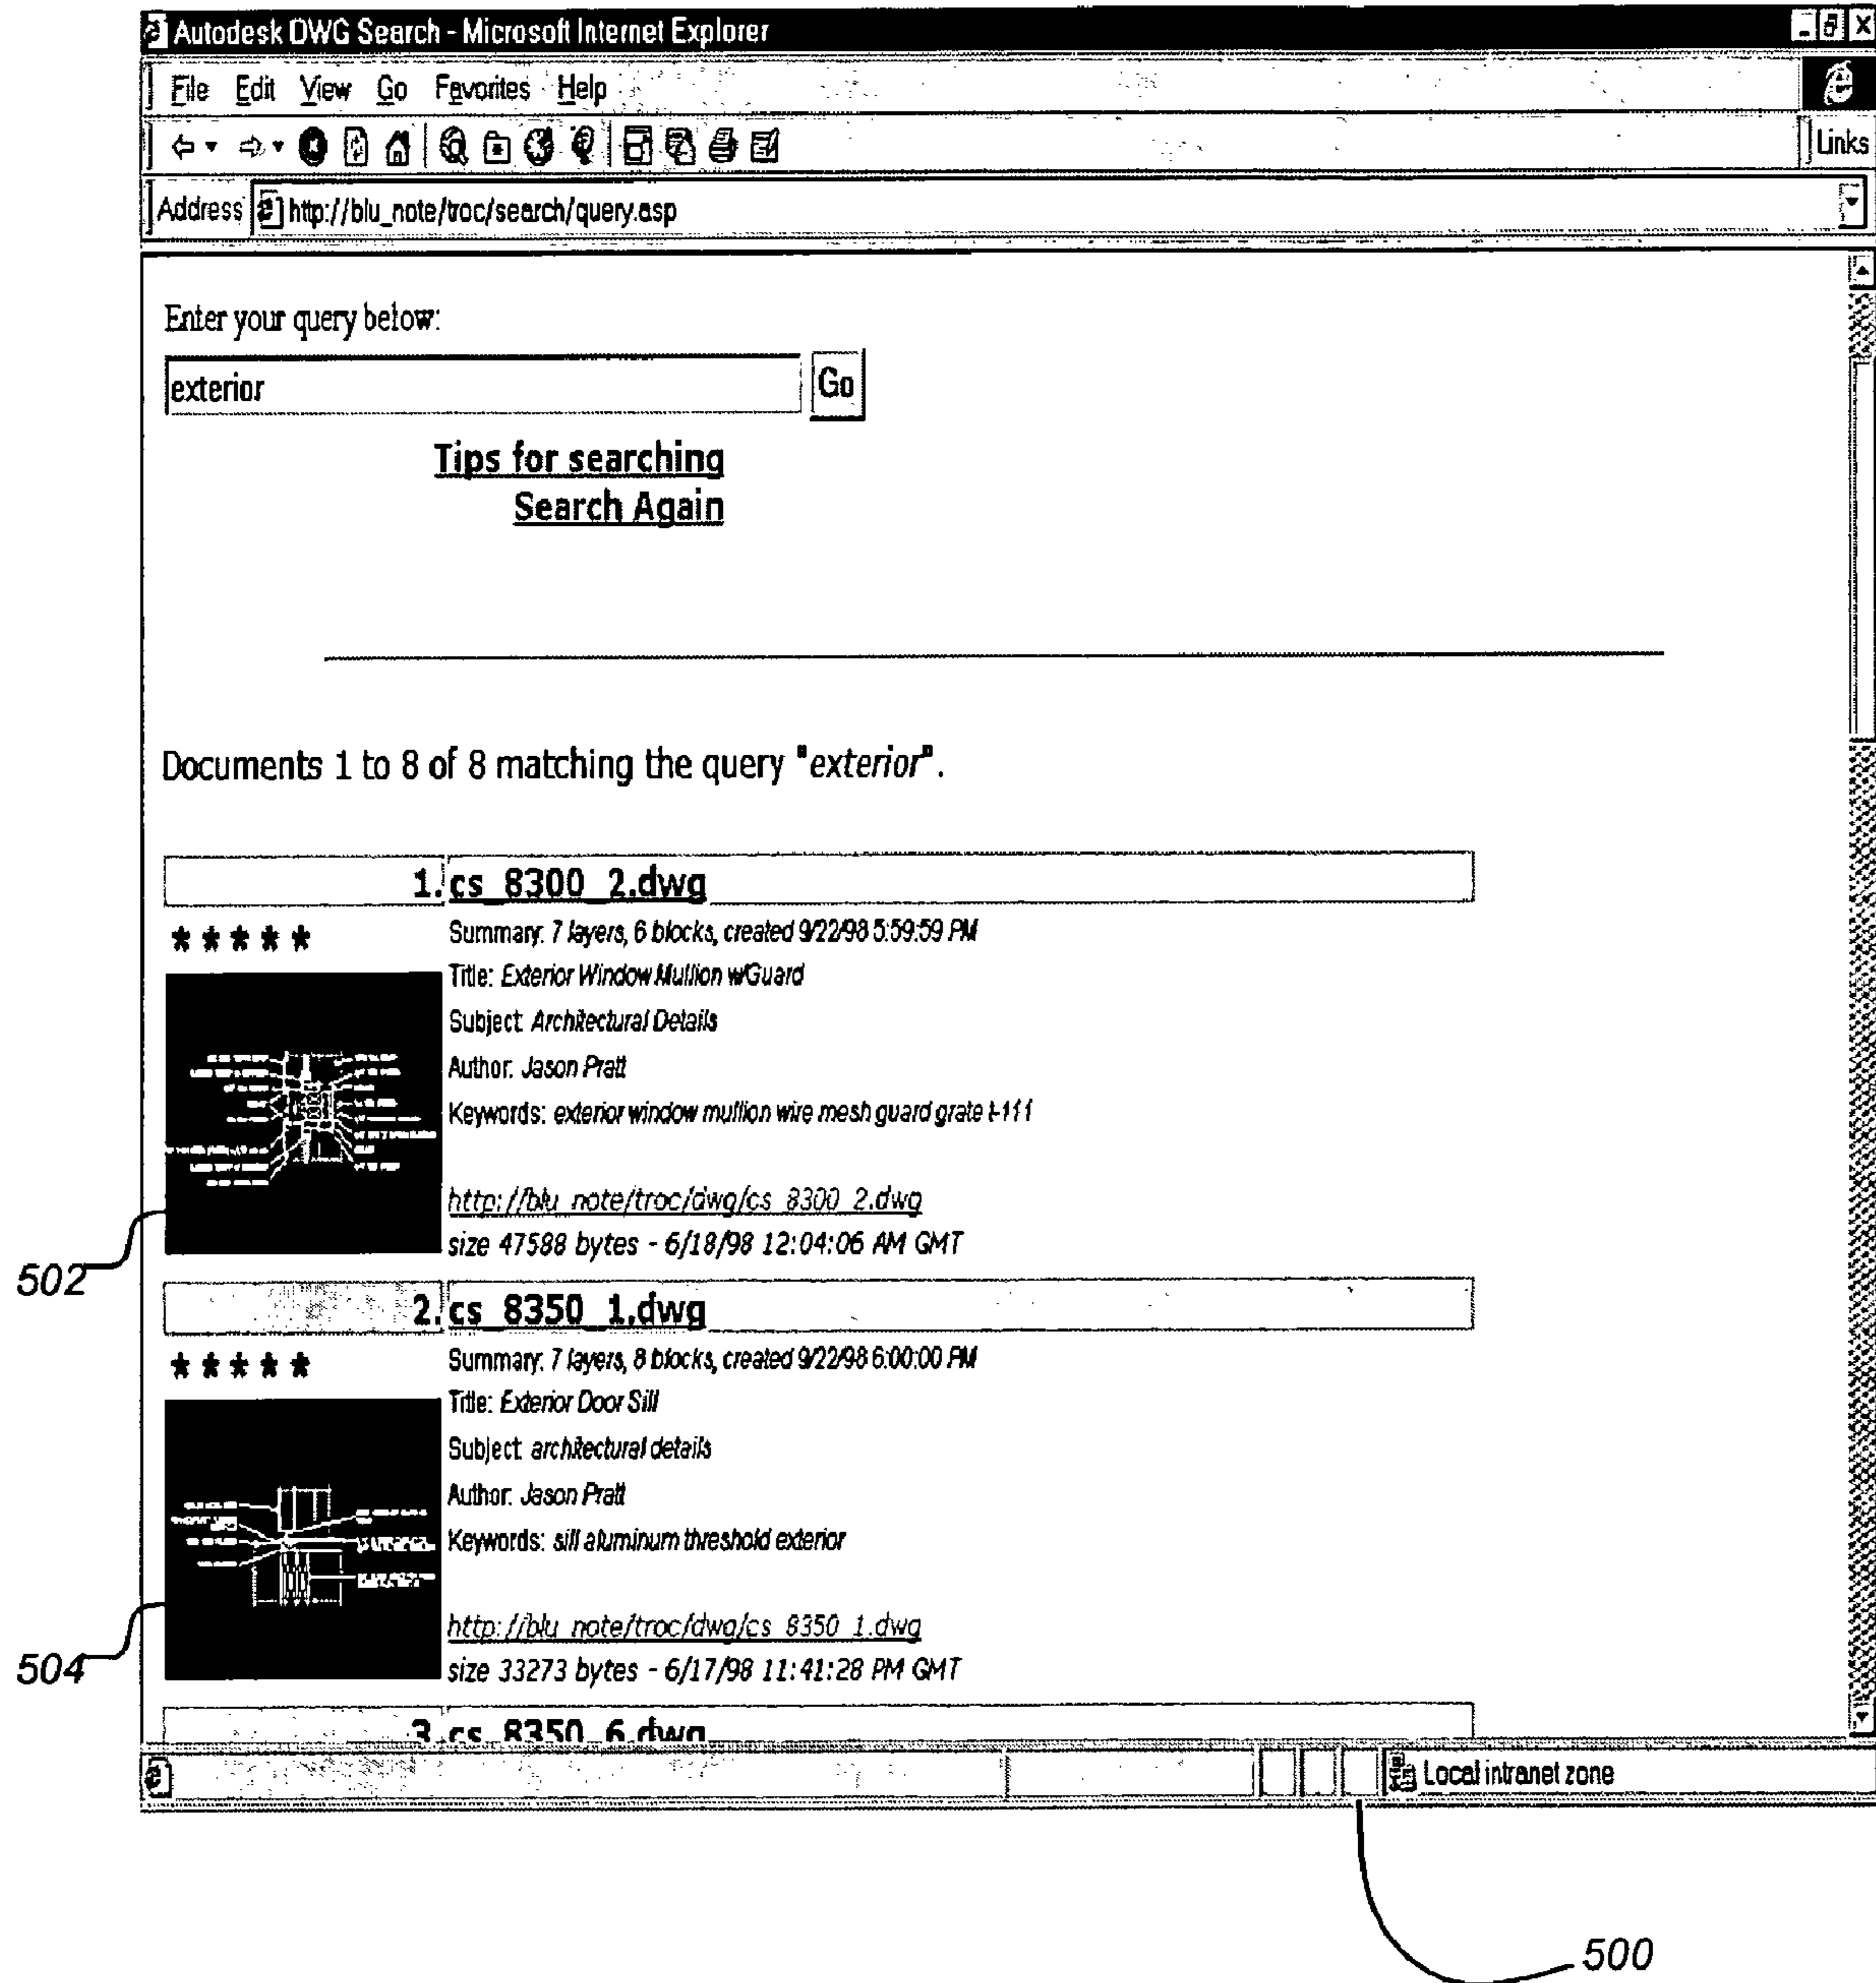 Autodesk DWG Search - Microsoft Internet Explorer
File Edit View Go Favorites Help
Links
Address http://blu_note/troc/search/query.asp
Enter your query below:
exterior Go
Tips for searching
Search Again
Documents 1 to 8 of 8 matching the query "exterior".
1. cs_8300_2.dwg
★★★★★ Summary: 7 layers, 6 blocks, created 9/22/98 5:59:59 PM
Title: Exterior Window Mullion w/Guard
Subject: Architectural Details
Author: Jason Pratt
Keywords: exterior window mullion wire mesh guard grate t-111
http://blu_note/troc/dwg/cs_8300_2.dwg
size 47588 bytes - 6/18/98 12:04:06 AM GMT
502
2. cs_8350_1.dwg
★★★★★ Summary: 7 layers, 8 blocks, created 9/22/98 6:00:00 PM
Title: Exterior Door Sill
Subject: architectural details
Author: Jason Pratt
Keywords: sill aluminum threshold exterior
http://blu_note/troc/dwg/cs_8350_1.dwg
size 33273 bytes - 6/17/98 11:41:28 PM GMT
504
3. cs_8350_6.dwg
Local intranet zone
500